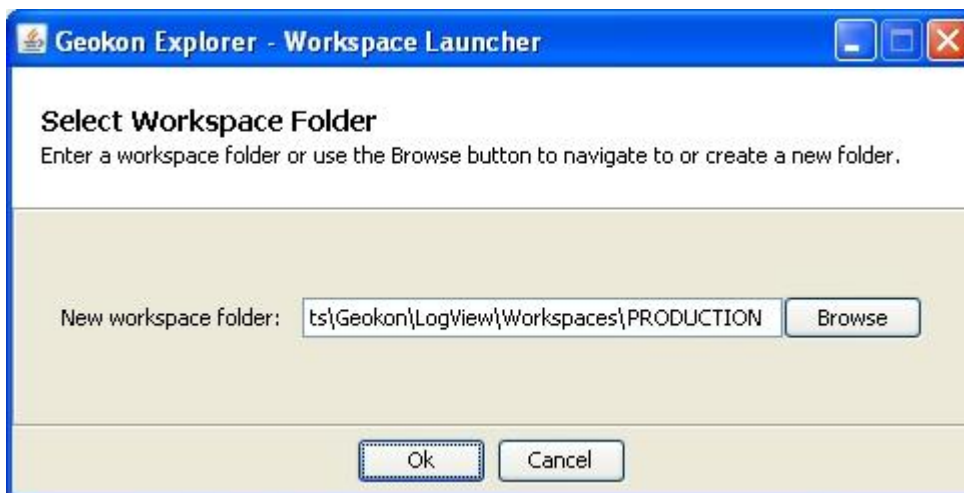 Geokon Explorer - Workspace Launcher
Select Workspace Folder
Enter a workspace folder or use the Browse button to navigate to or create a new folder.
New workspace folder: ts\Geokon\LogView\Workspaces\PRODUCTION Browse
Ok Cancel